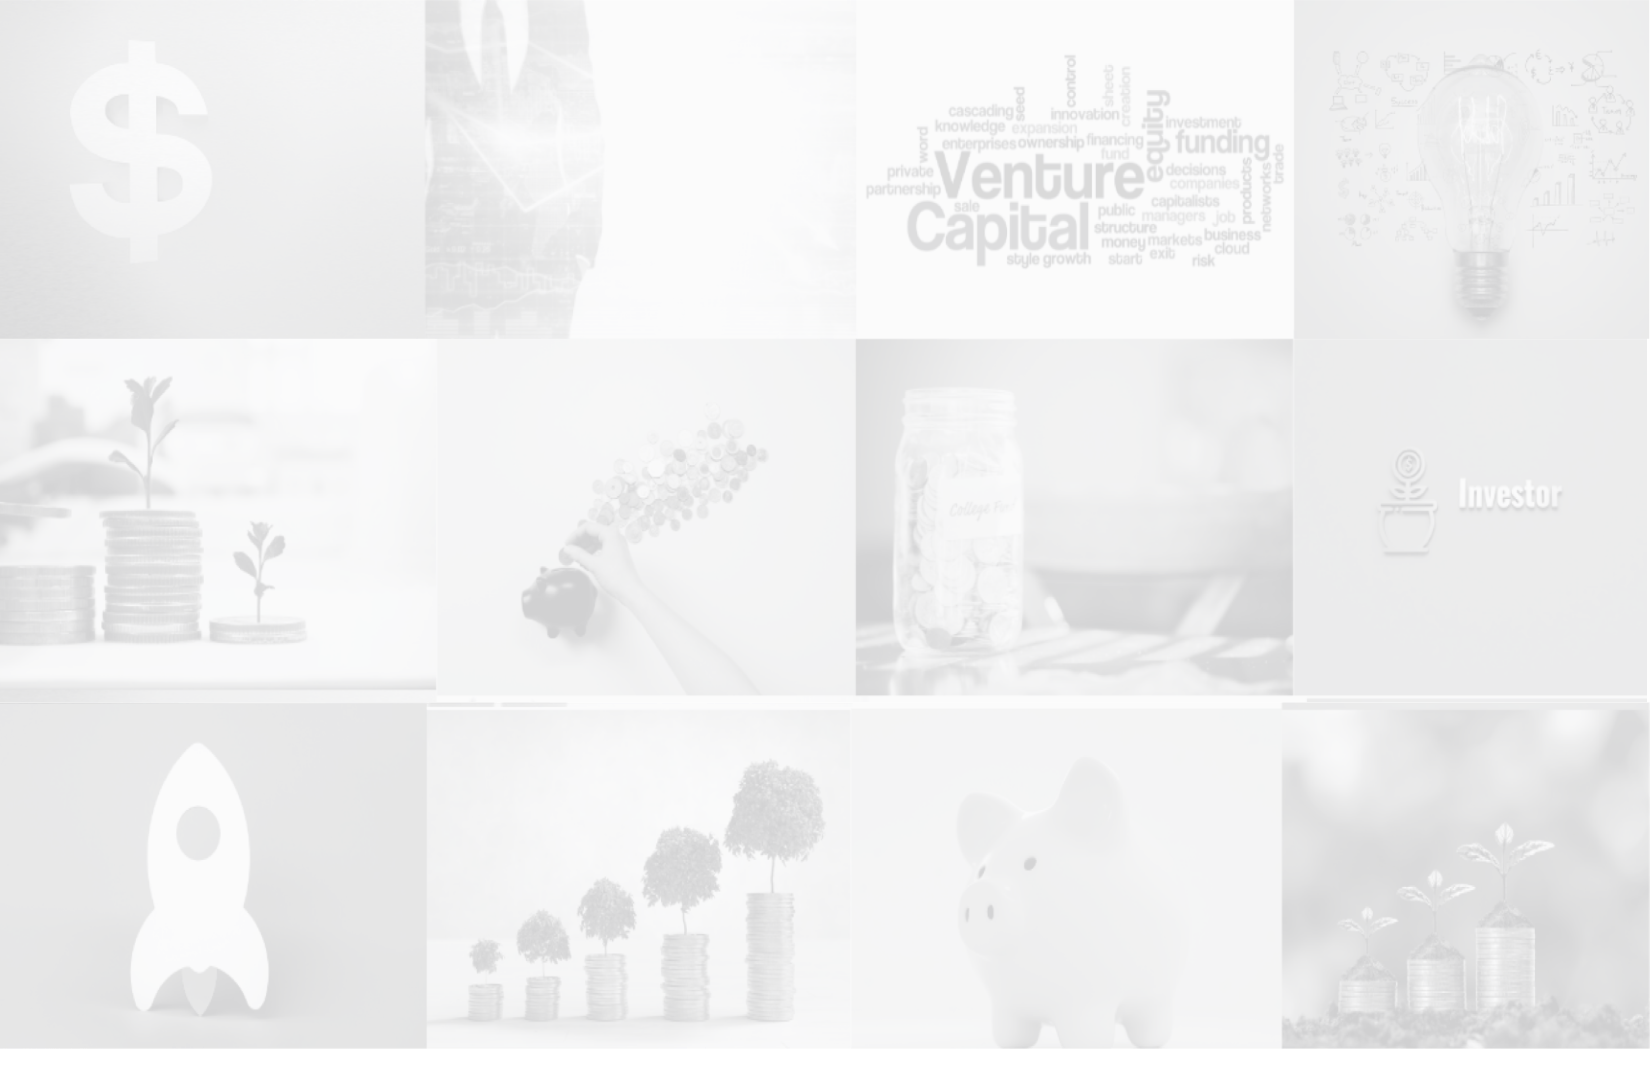 $
control
seed
sheet
creation
cascading
innovation
equity
investment
knowledge expansion
word
enterprises ownership financing
funding
fund
private
Venture
decisions
trade
partnership
companies
products
networks
sale
capitalists
Capital
public
managers job
structure
business
money markets
cloud
style growth
start
exit
risk
College
Investor